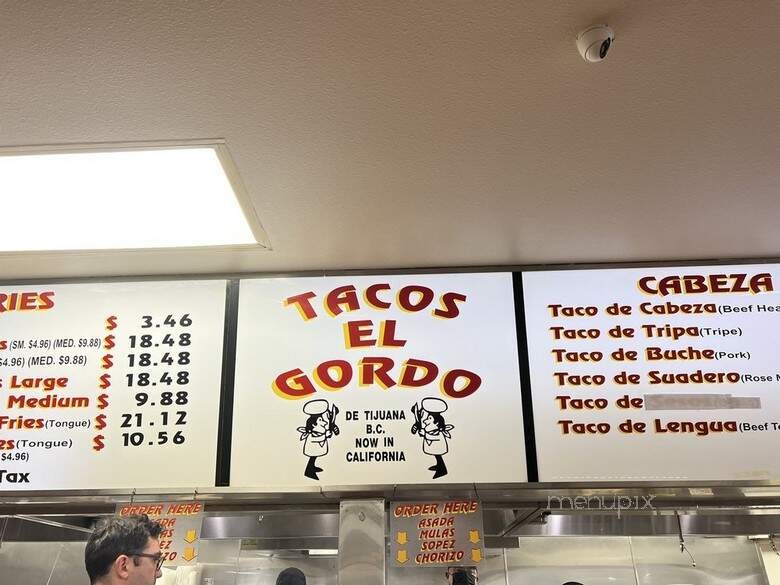 RIES
$ 3.46
s (SM. $4.96) (MED. $9.88) $ 18.48
$4.96) (MED. $9.88) $ 18.48
s Large $ 18.48
Medium $ 9.88
Fries (Tongue) $ 21.12
es (Tongue) $ 10.56
$4.96)
Tax
TACOS
EL
GORDO
DE TIJUANA
B.C.
NOW IN
CALIFORNIA
CABEZA
Taco de Cabeza (Beef Hea
Taco de Tripa (Tripe)
Taco de Buche (Pork)
Taco de Suadero (Rose M
Taco de
Taco de Lengua (Beef To
menupix
ORDER HERE
ORDER HERE
ASADA
MULAS
SOPEZ
CHORIZO